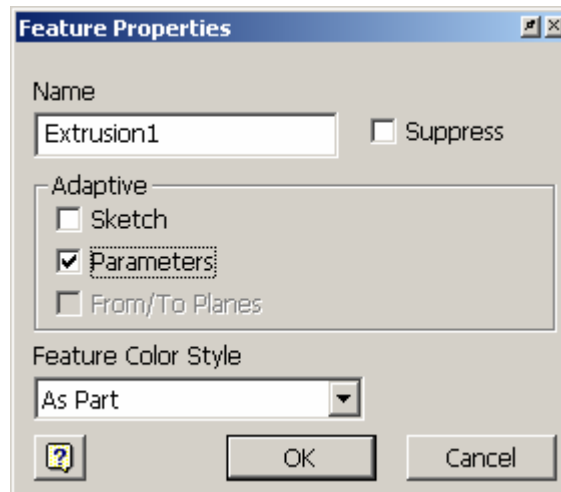 Feature Properties
Name
Extrusion1
Suppress
Adaptive
Sketch
Parameters
From/To Planes
Feature Color Style
As Part
OK
Cancel